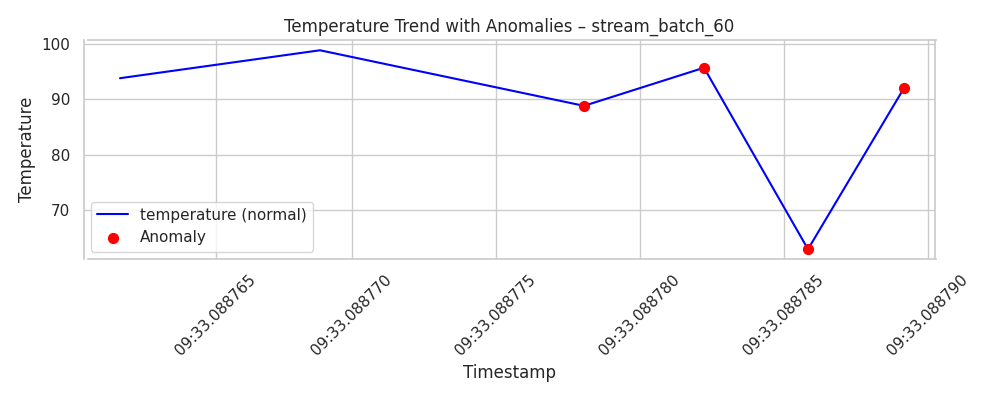 Temperature Trend with Anomalies – stream_batch_60
Temperature
100
90
80
70
temperature (normal)
Anomaly
09:33.088765
09:33.088770
09:33.088775
09:33.088780
09:33.088785
09:33.088790
Timestamp